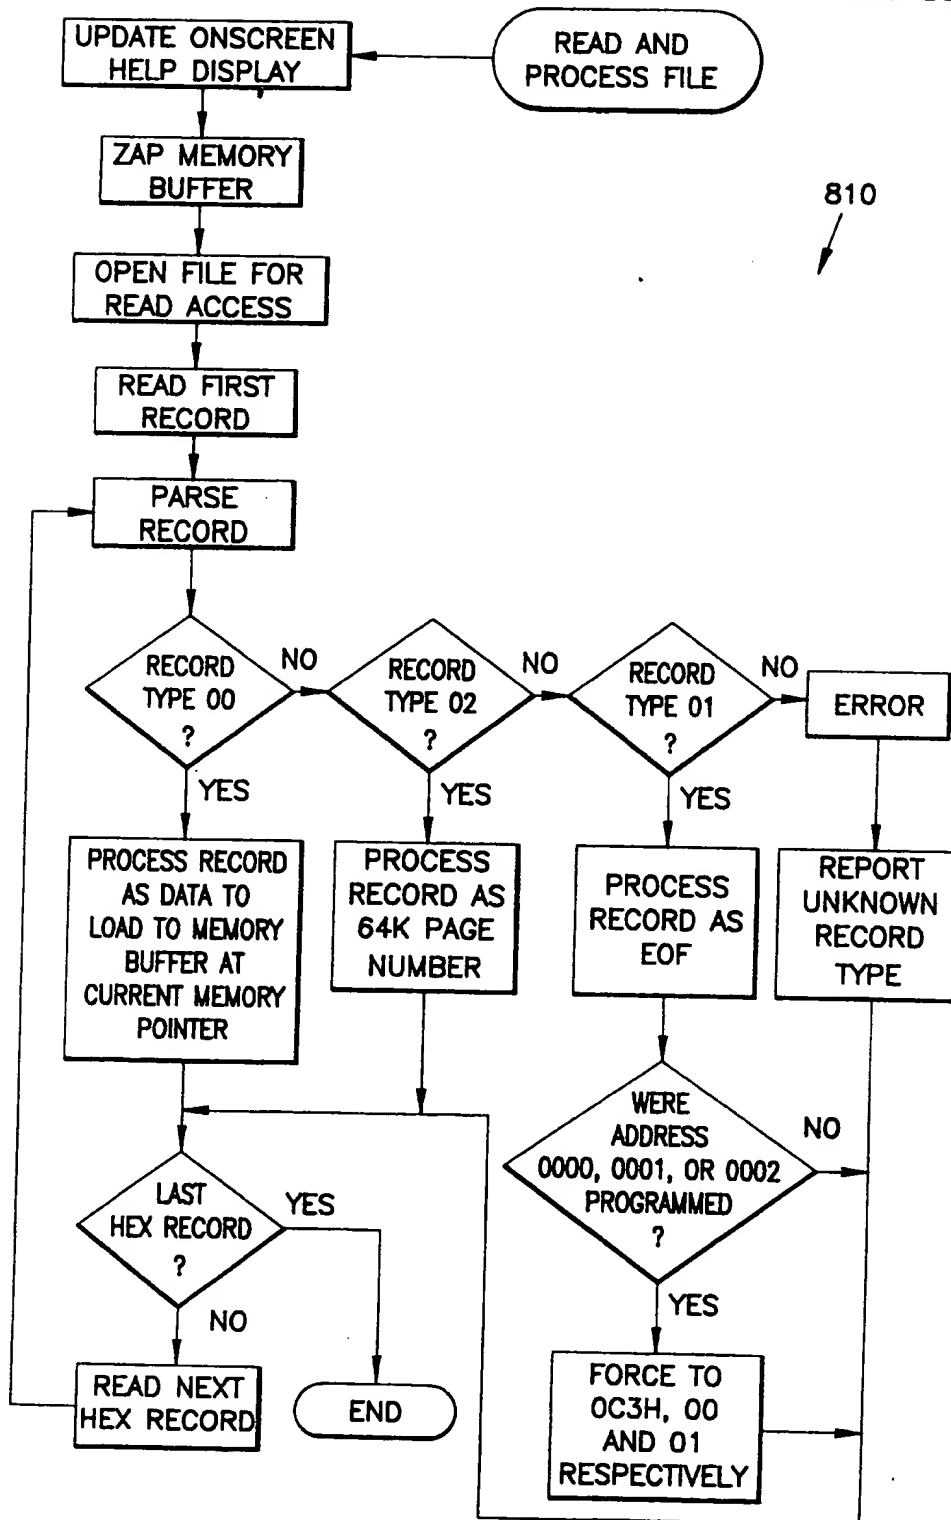 UPDATE ONSCREEN
HELP DISPLAY
READ AND
PROCESS FILE
ZAP MEMORY
BUFFER
810
OPEN FILE FOR
READ ACCESS
READ FIRST
RECORD
PARSE
RECORD
RECORD
TYPE 00
?
NO
RECORD
TYPE 02
?
NO
RECORD
TYPE 01
?
NO
ERROR
YES
YES
YES
PROCESS RECORD
AS DATA TO
LOAD TO MEMORY
BUFFER AT
CURRENT MEMORY
POINTER
PROCESS
RECORD AS
64K PAGE
NUMBER
PROCESS
RECORD AS
EOF
REPORT
UNKNOWN
RECORD
TYPE
WERE
ADDRESS
0000, 0001, OR 0002
PROGRAMMED
?
NO
LAST
HEX RECORD
?
YES
YES
NO
READ NEXT
HEX RECORD
END
FORCE TO
0C3H, 00
AND 01
RESPECTIVELY